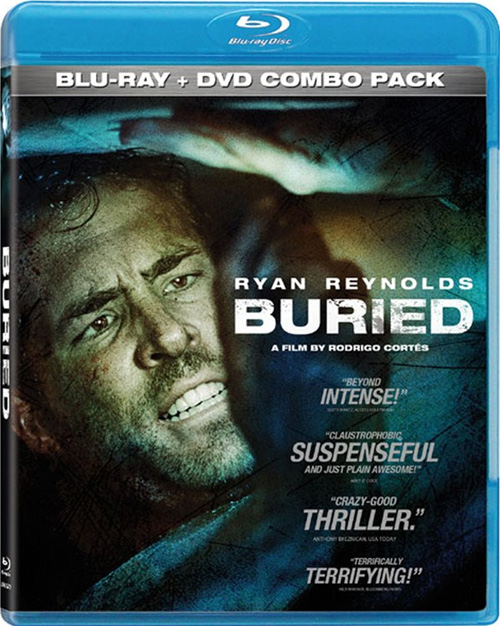 Blu-ray Disc
BLU-RAY + DVD COMBO PACK
BURIED
RYAN REYNOLDS
BURIED
A FILM BY RODRIGO CORTÉS
"BEYOND
INTENSE!"
"CLAUSTROPHOBIC,
SUSPENSEFUL
AND JUST PLAIN AWESOME!"
"CRAZY-GOOD
THRILLER."
ANTHONY BREZNICAN, USA TODAY
"TERRIFICALLY
TERRIFYING!"